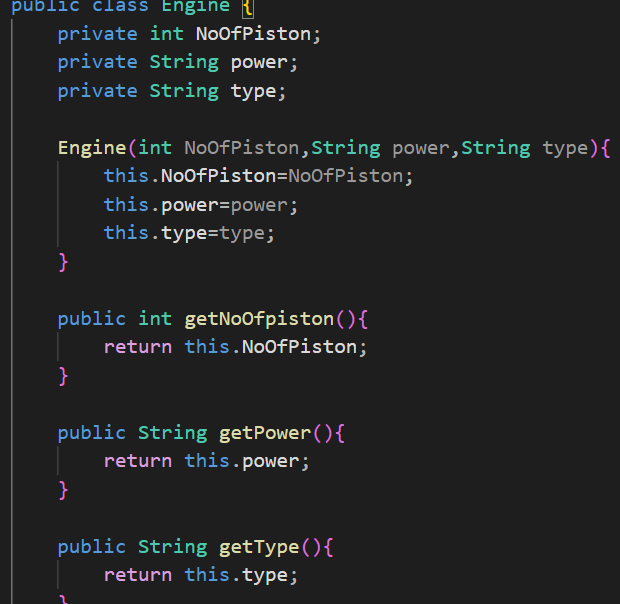 public class Engine {
private int NoOfPiston;
private String power;
private String type;
Engine(int NoOfPiston,String power,String type){
this.NoOfPiston=NoOfPiston;
this.power=power;
this.type=type;
}
public int getNoOfpiston(){
return this.NoOfPiston;
}
public String getPower(){
return this.power;
}
public String getType(){
return this.type;
}